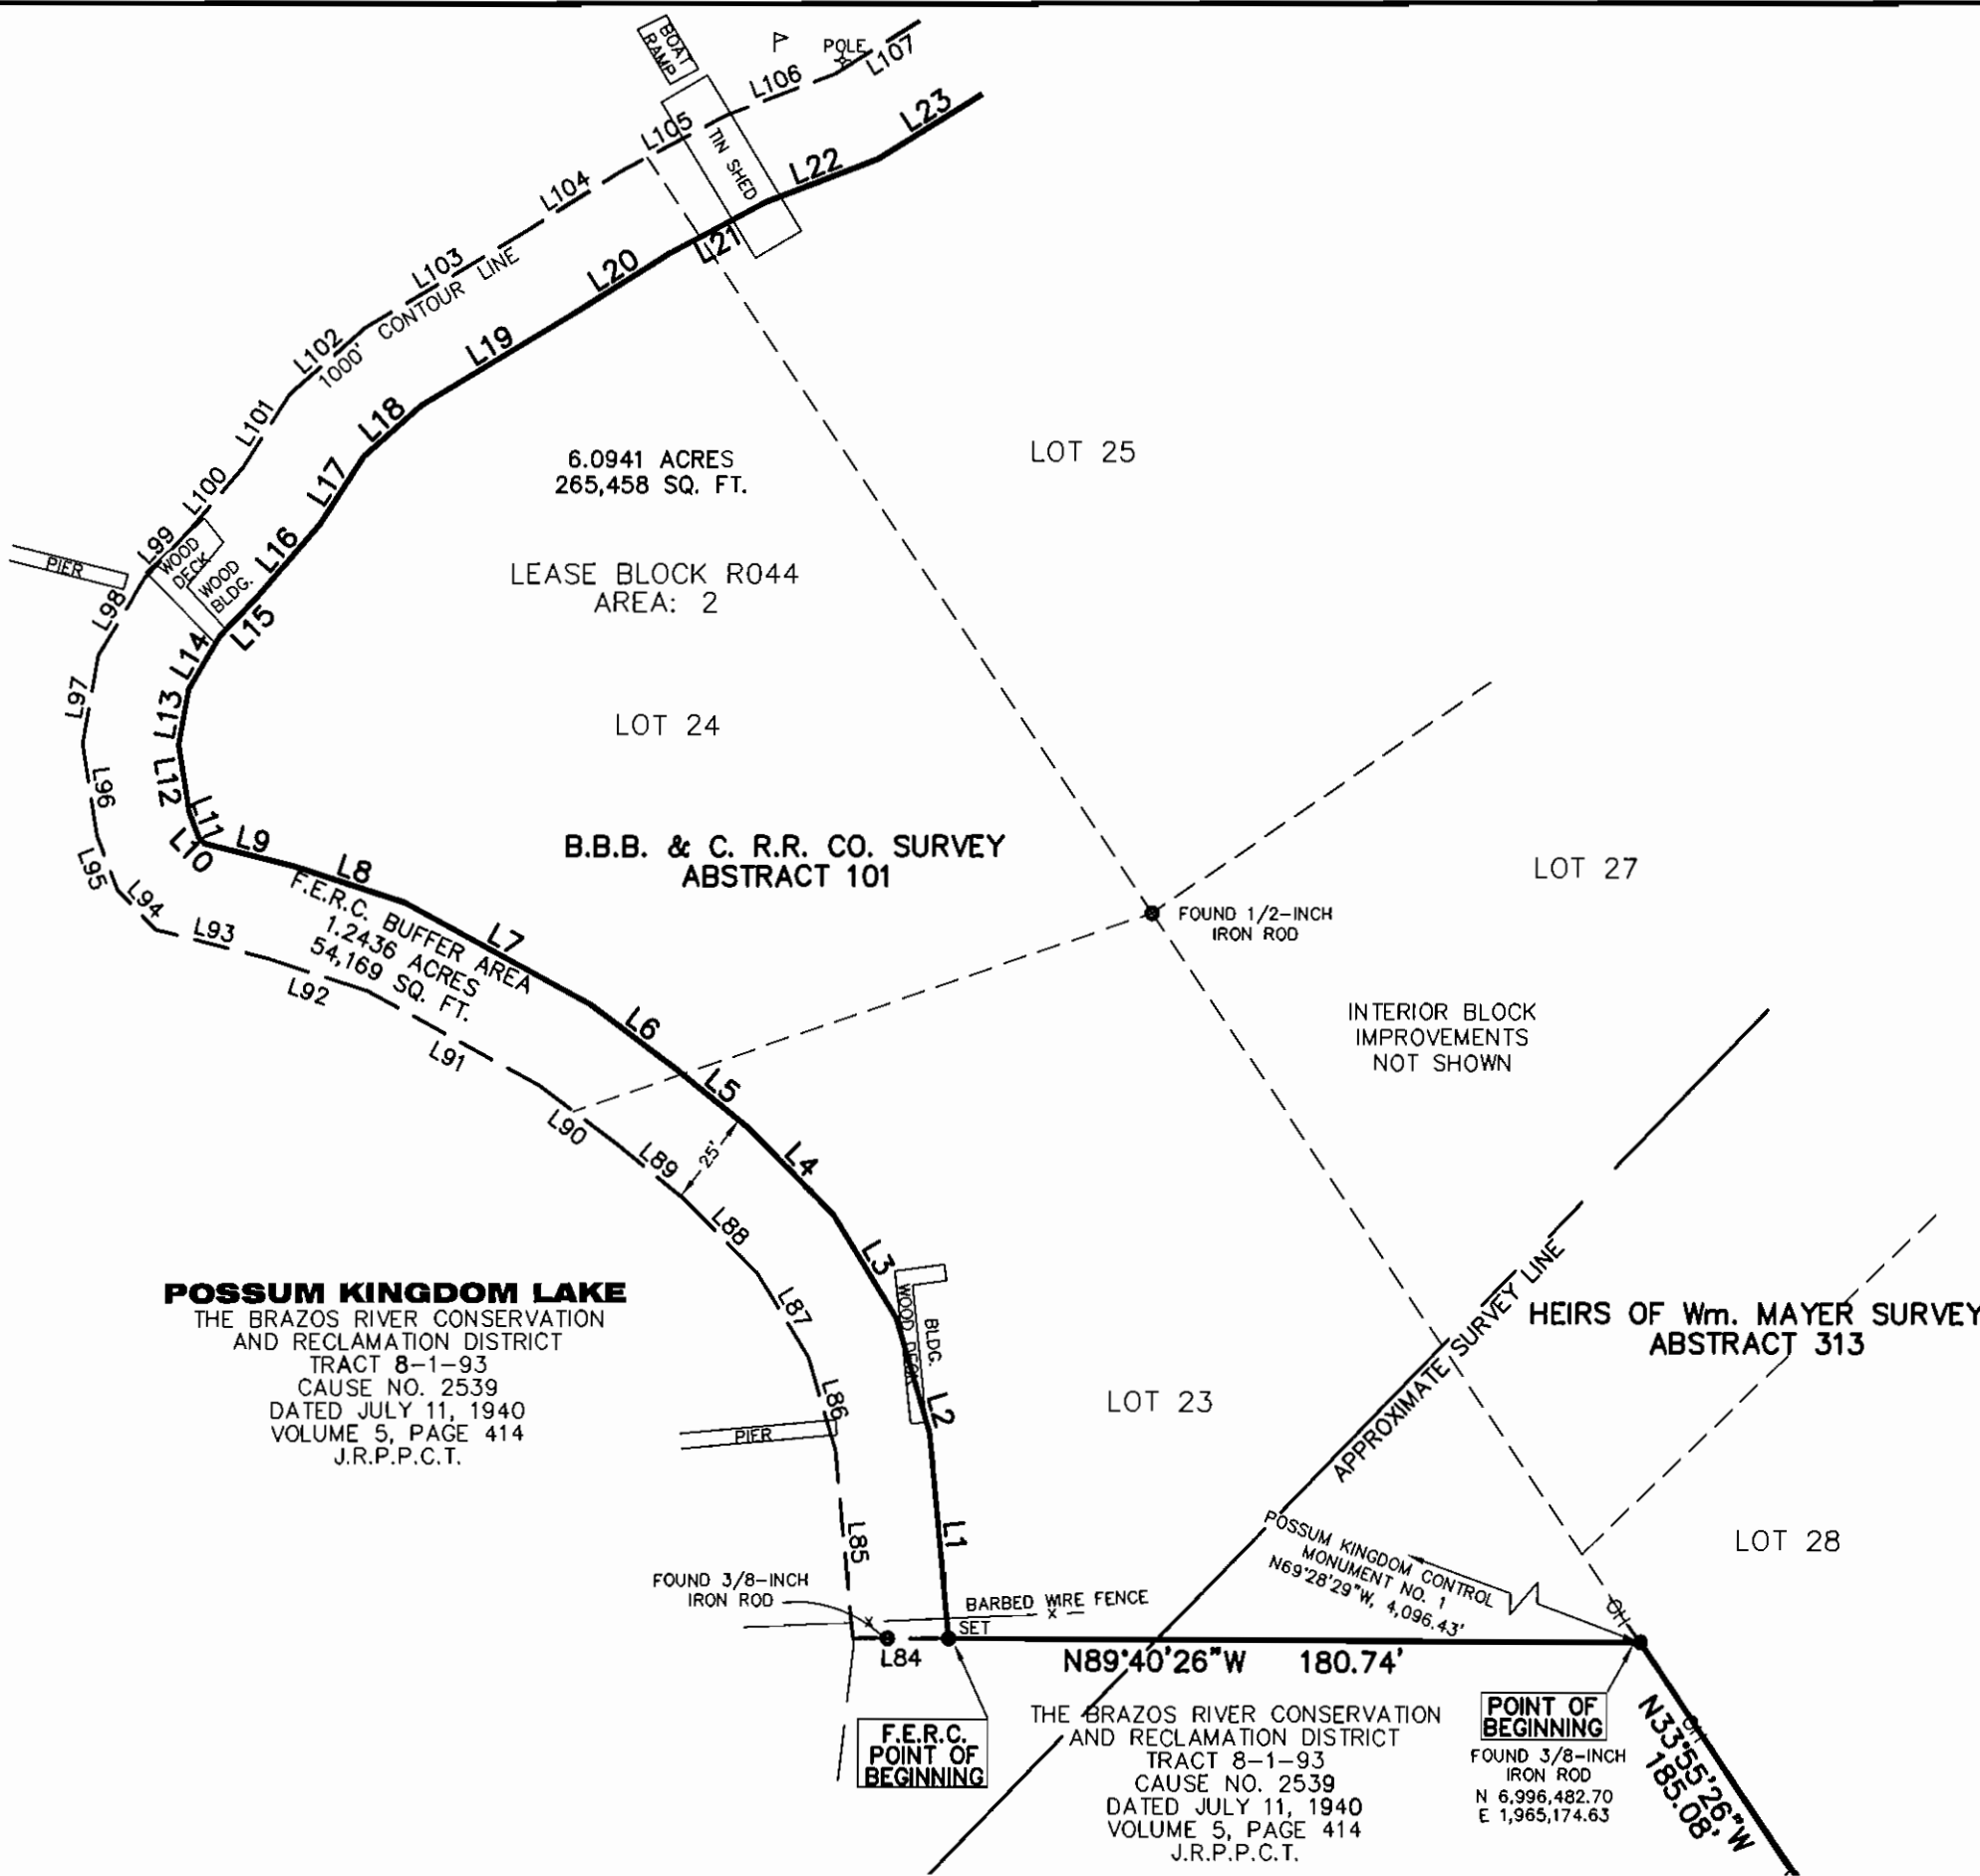 BOAT
RAMP
POLE
L107
L106
L105
TIN SHED
L23
L22
L21
L104
L20
L103
1000' CONTOUR LINE
L19
L102
L18
L101
L17
L100
6.0941 ACRES
265,458 SQ. FT.
LOT 25
L99
WOOD
DECK
WOOD
BLDG.
L16
PIER
LEASE BLOCK R044
AREA: 2
L98
L15
L14
L97
L13
LOT 24
L96
L12
L11
L10
L9
L8
L95
L94
L93
L92
F.E.R.C. BUFFER AREA
1.2436 ACRES
54,169 SQ. FT.
L7
B.B.B. & C. R.R. CO. SURVEY
ABSTRACT 101
LOT 27
FOUND 1/2-INCH
IRON ROD
L91
L6
INTERIOR BLOCK
IMPROVEMENTS
NOT SHOWN
L90
L5
L89
25'
L4
L88
L3
L87
WOOD DECK
BLDG.
L86
L2
PIER
POSSUM KINGDOM LAKE
THE BRAZOS RIVER CONSERVATION
AND RECLAMATION DISTRICT
TRACT 8-1-93
CAUSE NO. 2539
DATED JULY 11, 1940
VOLUME 5, PAGE 414
J.R.P.P.C.T.
LOT 23
APPROXIMATE SURVEY LINE
HEIRS OF Wm. MAYER SURVEY
ABSTRACT 313
LOT 28
L85
L1
POSSUM KINGDOM CONTROL
MONUMENT NO. 1
N69°28'29"W, 4,096.43'
FOUND 3/8-INCH
IRON ROD
X
BARBED WIRE FENCE
X
SET
OH
L84
N89°40'26"W 180.74'
F.E.R.C.
POINT OF
BEGINNING
THE BRAZOS RIVER CONSERVATION
AND RECLAMATION DISTRICT
TRACT 8-1-93
CAUSE NO. 2539
DATED JULY 11, 1940
VOLUME 5, PAGE 414
J.R.P.P.C.T.
POINT OF
BEGINNING
FOUND 3/8-INCH
IRON ROD
N 6,996,482.70
E 1,965,174.63
OH
N33°55'26"W
185.08'